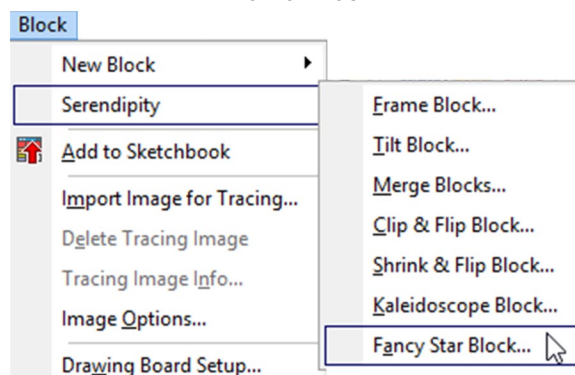 Block
New Block
Serendipity
Add to Sketchbook
Import Image for Tracing...
Delete Tracing Image
Tracing Image Info...
Image Options...
Drawing Board Setup...
Frame Block...
Tilt Block...
Merge Blocks...
Clip & Flip Block...
Shrink & Flip Block...
Kaleidoscope Block...
Fancy Star Block...